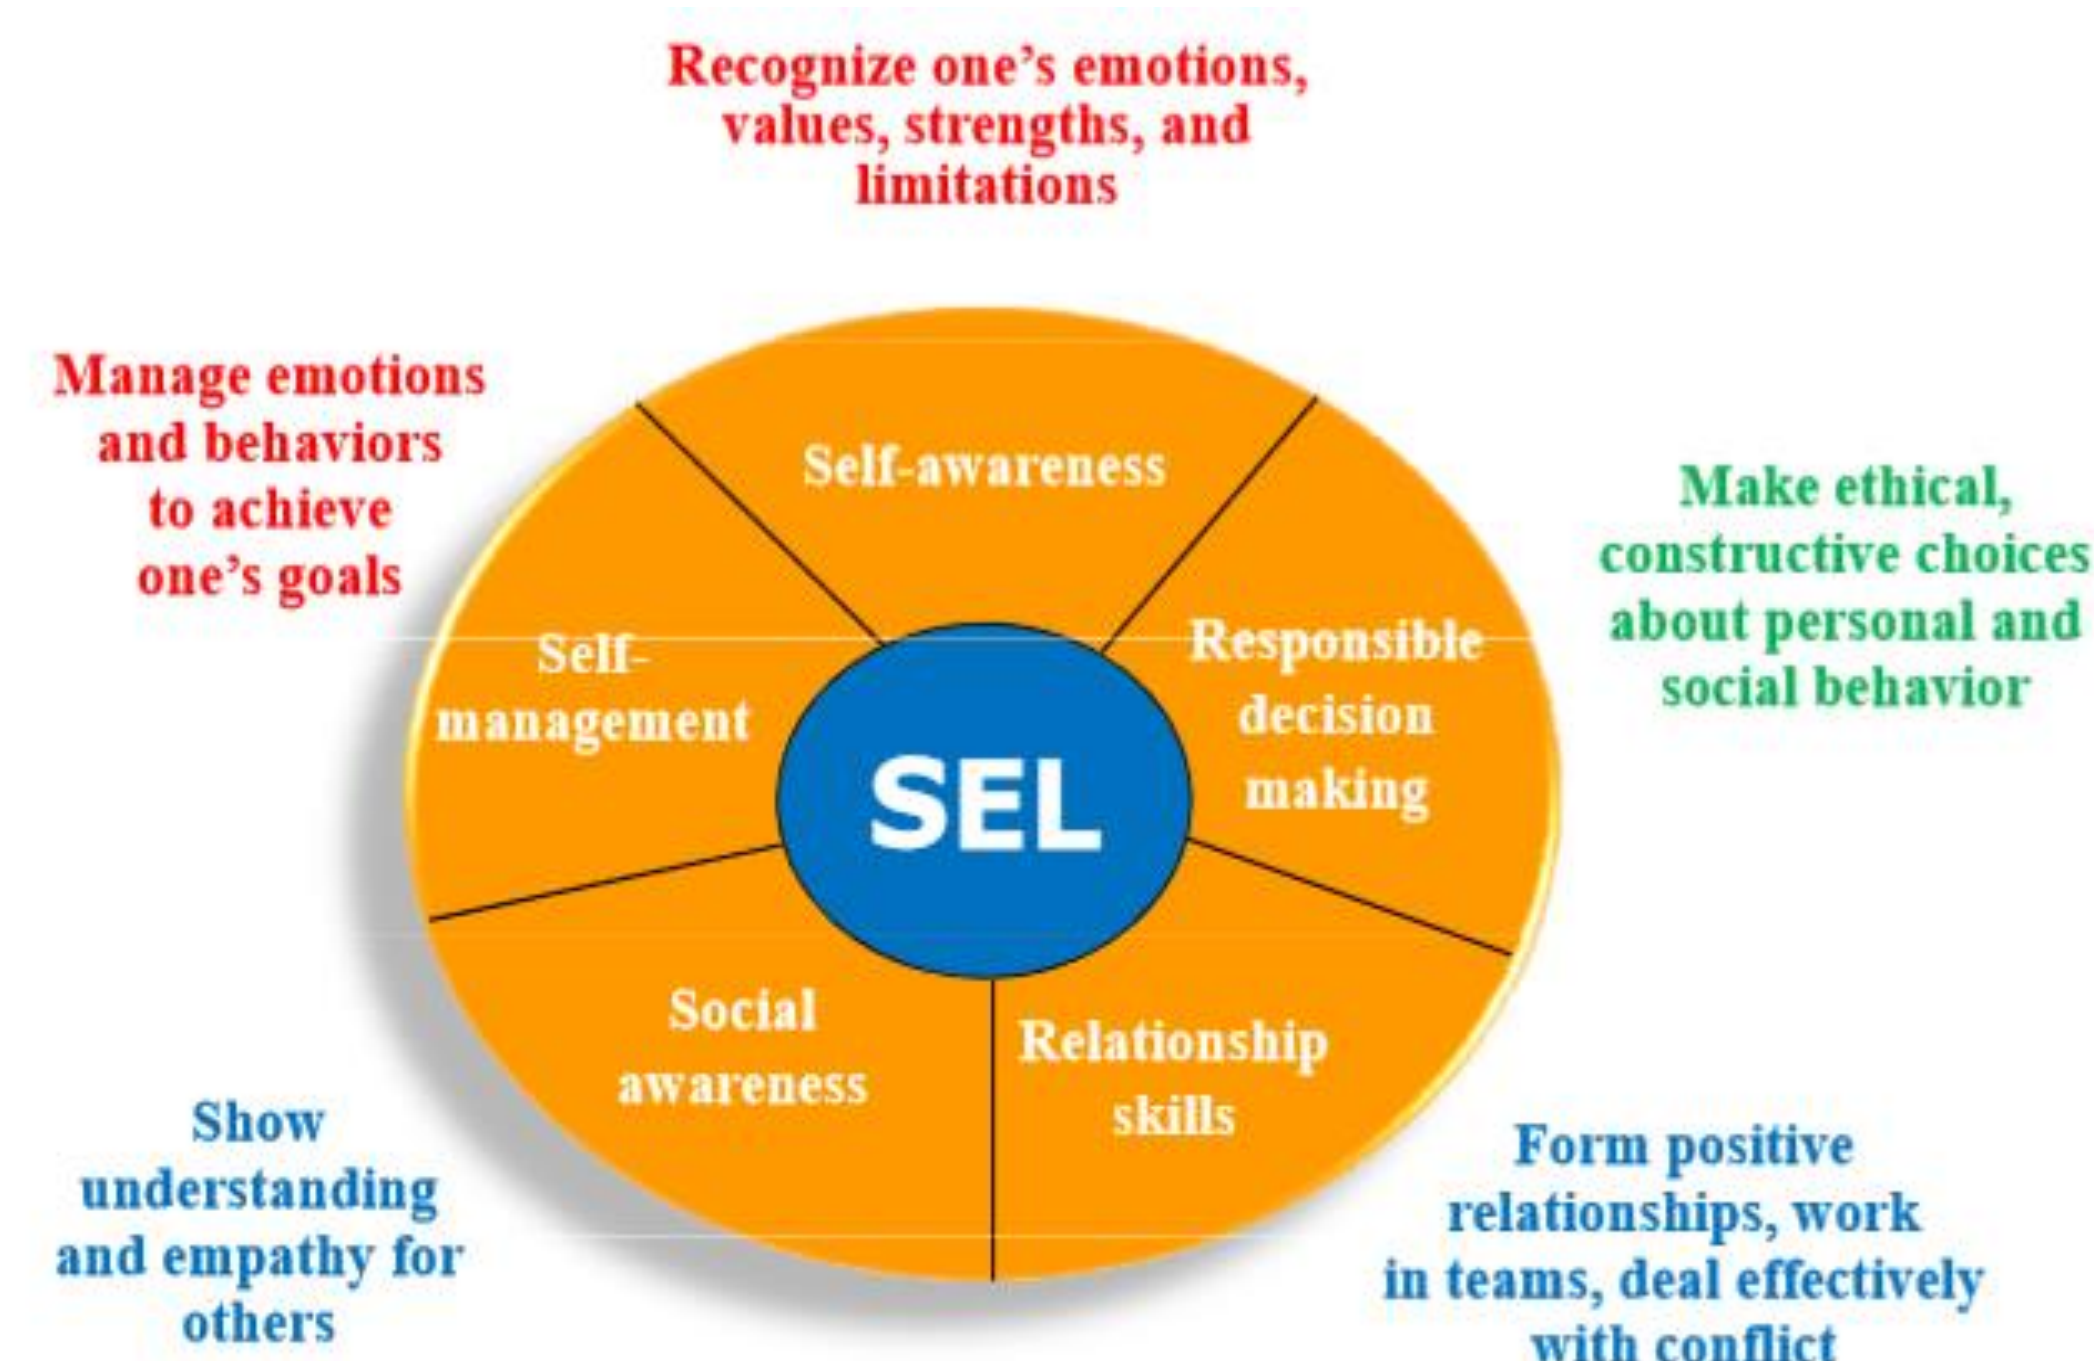 Recognize one’s emotions,
values, strengths, and
limitations
Manage emotions
and behaviors
to achieve
one’s goals
Self-awareness
Make ethical,
constructive choices
about personal and
social behavior
Self-
management
Responsible
decision
making
SEL
Social
awareness
Relationship
skills
Show
understanding
and empathy for
others
Form positive
relationships, work
in teams, deal effectively
with conflict